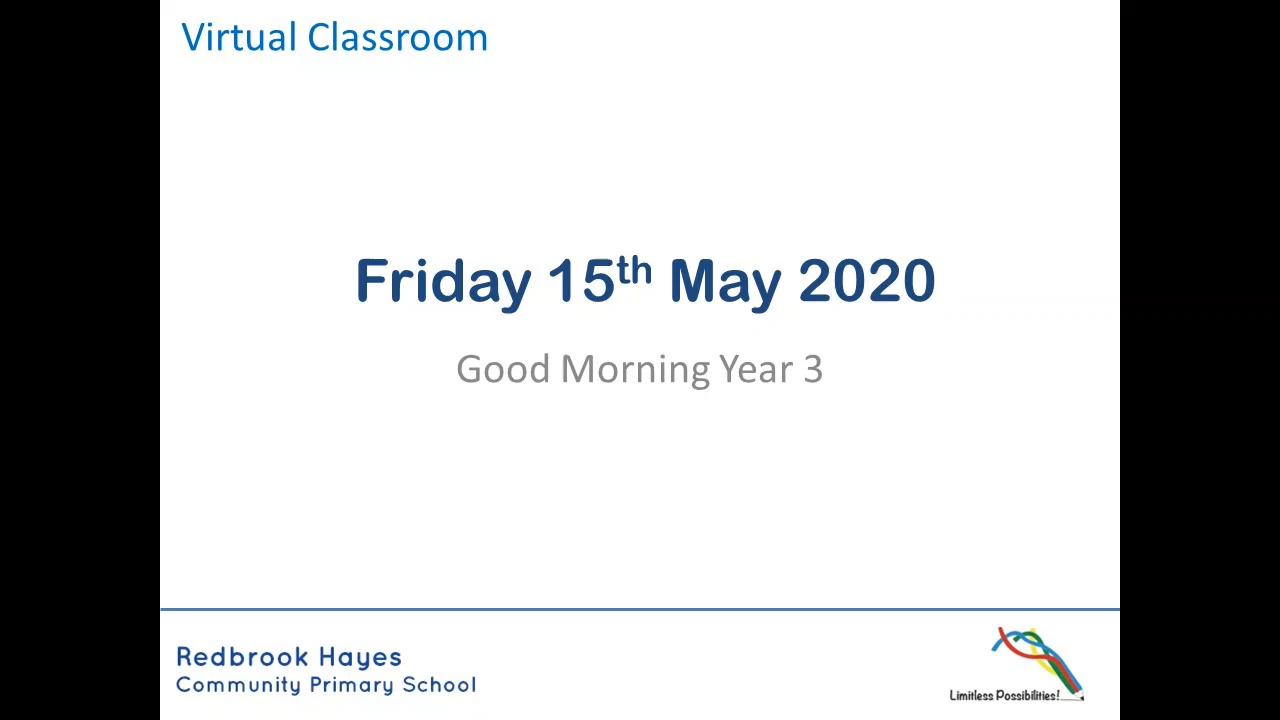 Virtual Classroom
Friday 15th May 2020
Good Morning Year 3
Redbrook Hayes
Community Primary School
Limitless Possibilities!